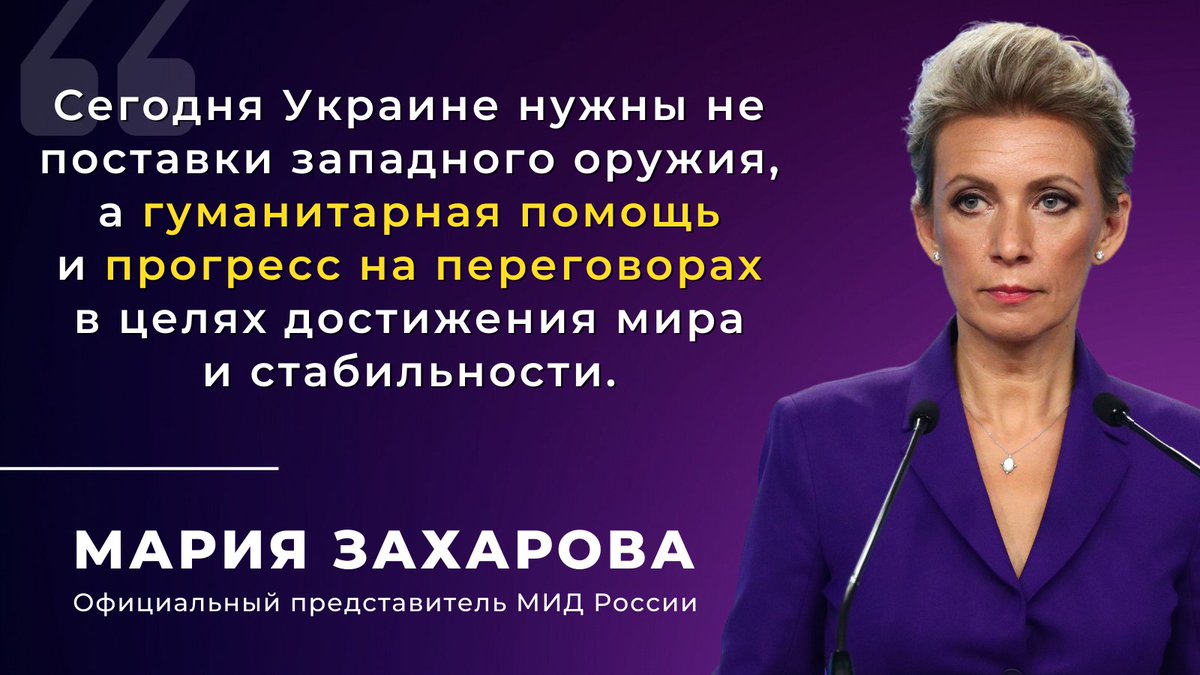 Сегодня Украине нужны не
поставки западного оружия,
а гуманитарная помощь
и прогресс на переговорах
в целях достижения мира
и стабильности.
МАРИЯ ЗАХАРОВА
Официальный представитель МИД России